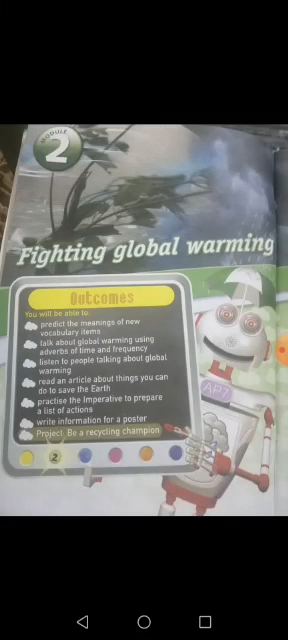 MODULE
2
Fighting global warming
Outcomes
You will be able to:
predict the meanings of new
vocabulary items
talk about global warming using
adverbs of time and frequency
listen to people talking about global
warming
read an article about things you can
do to save the Earth
practise the Imperative to prepare
a list of actions
write information for a poster
Project: Be a recycling champion
2
AP7